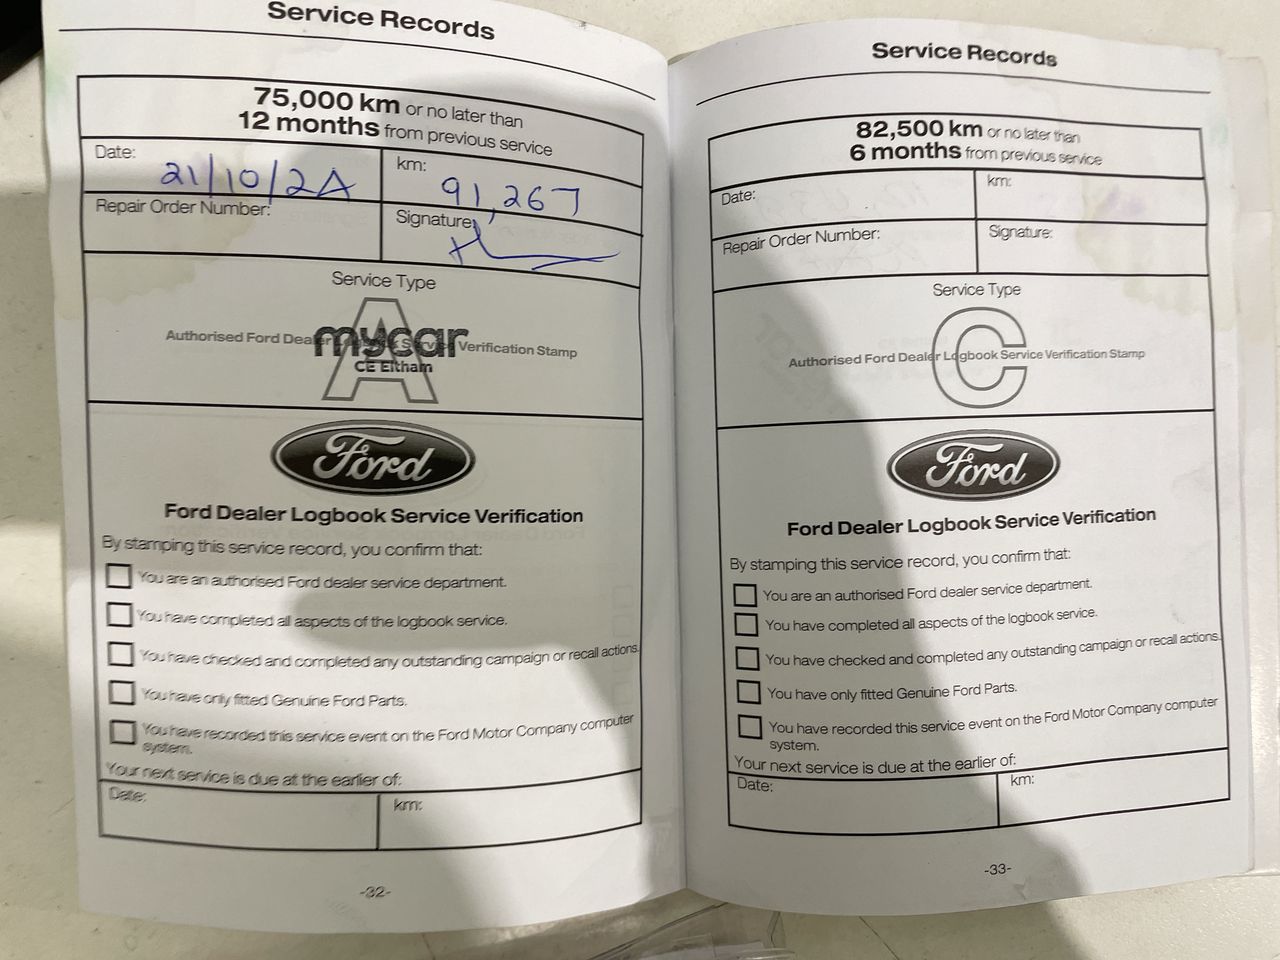 Service Records
75,000 km or no later than
12 months from previous service
Date:
21/10/24
km:
91,267
Repair Order Number:
Signature:
Service Type
A
Authorised Ford Dealer Logbook Service Verification Stamp
mycar
CE Eltham
Ford
Ford Dealer Logbook Service Verification
By stamping this service record, you confirm that:
You are an authorised Ford dealer service department.
You have completed all aspects of the logbook service.
You have checked and completed any outstanding campaign or recall actions.
You have only fitted Genuine Ford Parts.
You have recorded this service event on the Ford Motor Company computer
system.
Your next service is due at the earlier of:
Date:
km:
-32-
Service Records
82,500 km or no later than
6 months from previous service
Date:
km:
Repair Order Number:
Signature:
Service Type
C
Authorised Ford Dealer Logbook Service Verification Stamp
Ford
Ford Dealer Logbook Service Verification
By stamping this service record, you confirm that:
You are an authorised Ford dealer service department.
You have completed all aspects of the logbook service.
You have checked and completed any outstanding campaign or recall actions.
You have only fitted Genuine Ford Parts.
You have recorded this service event on the Ford Motor Company computer
system.
Your next service is due at the earlier of:
Date:
km:
-33-